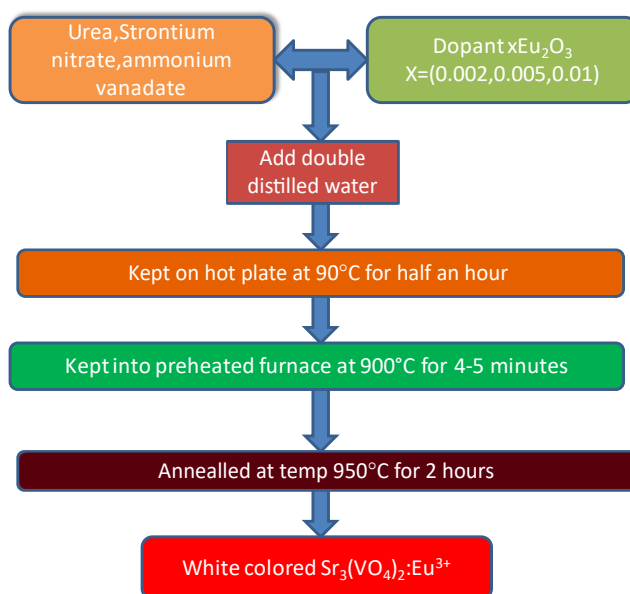 Urea,Strontium
nitrate,ammonium
vanadate
Dopant xEu₂O₃
X=(0.002,0.005,0.01)
Add double
distilled water
Kept on hot plate at 90°C for half an hour
Kept into preheated furnace at 900°C for 4-5 minutes
Annealled at temp 950°C for 2 hours
White colored Sr₃(VO₄)₂:Eu³⁺